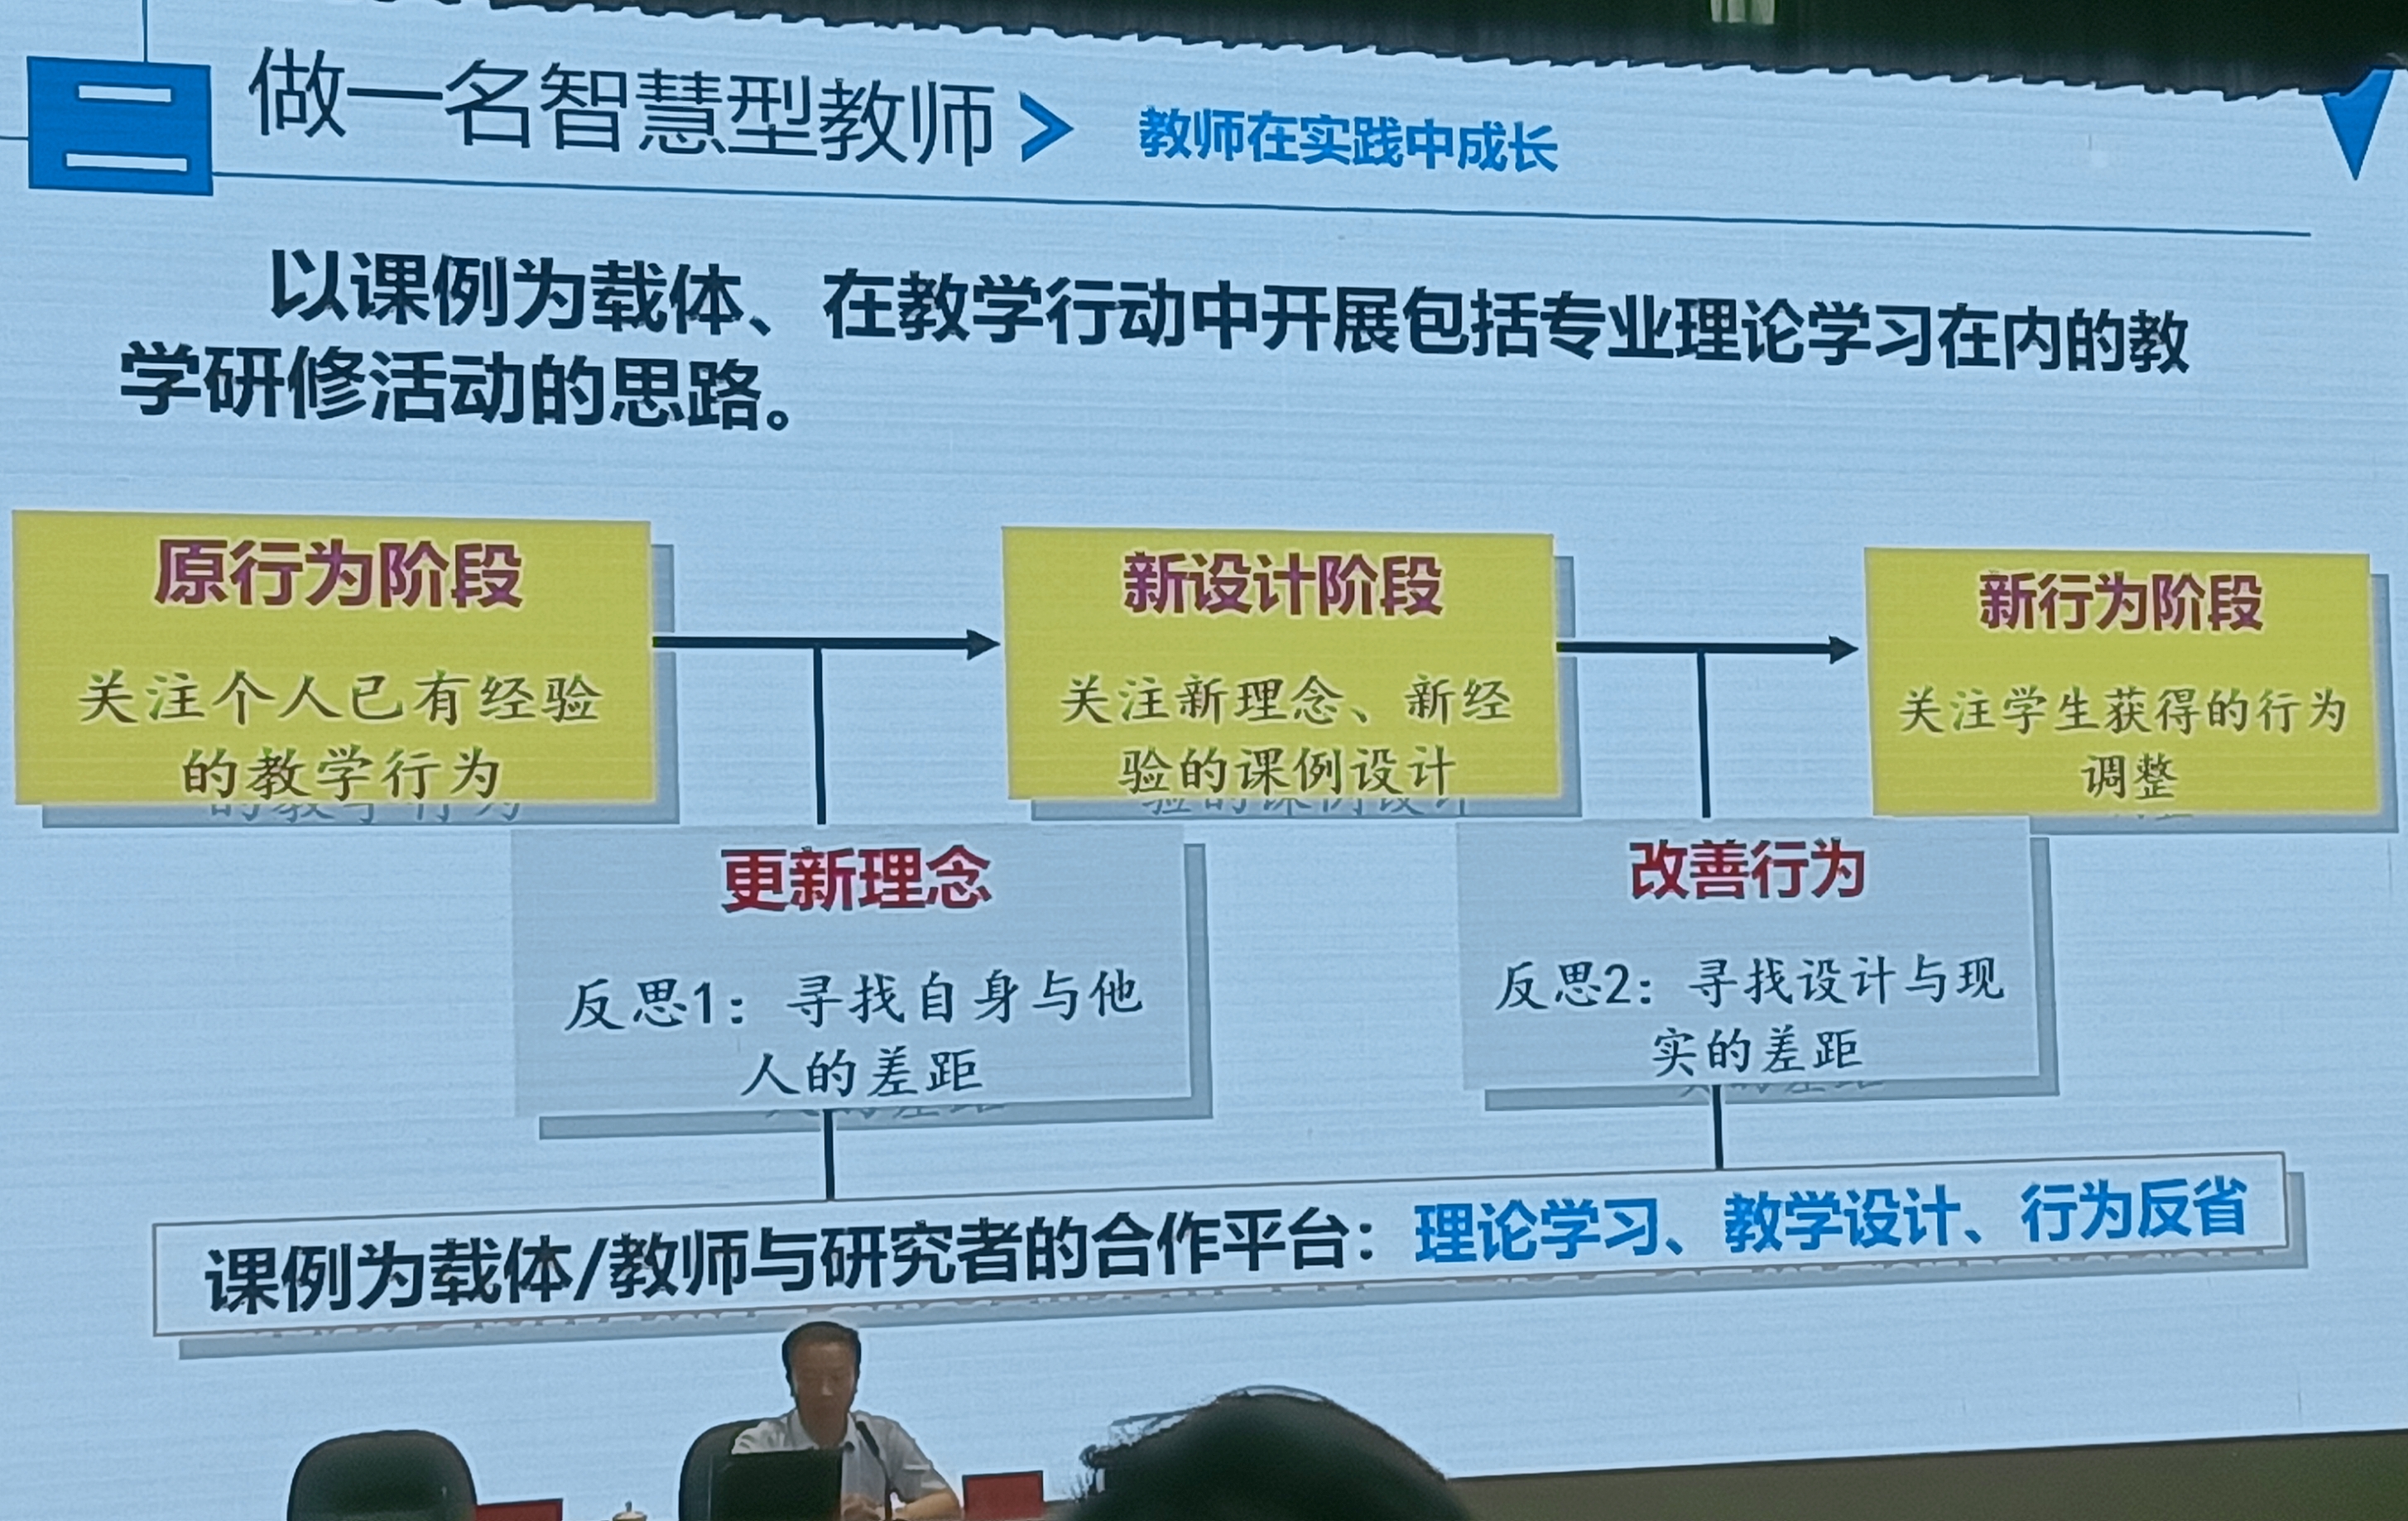 二 做一名智慧型教师 > 教师在实践中成长
以课例为载体、在教学行动中开展包括专业理论学习在内的教
学研修活动的思路。
原行为阶段
关注个人已有经验
的教学行为
新设计阶段
关注新理念、新经
验的课例设计
新行为阶段
关注学生获得的行为
调整
更新理念
反思1：寻找自身与他
人的差距
改善行为
反思2：寻找设计与现
实的差距
课例为载体/教师与研究者的合作平台：理论学习、教学设计、行为反省